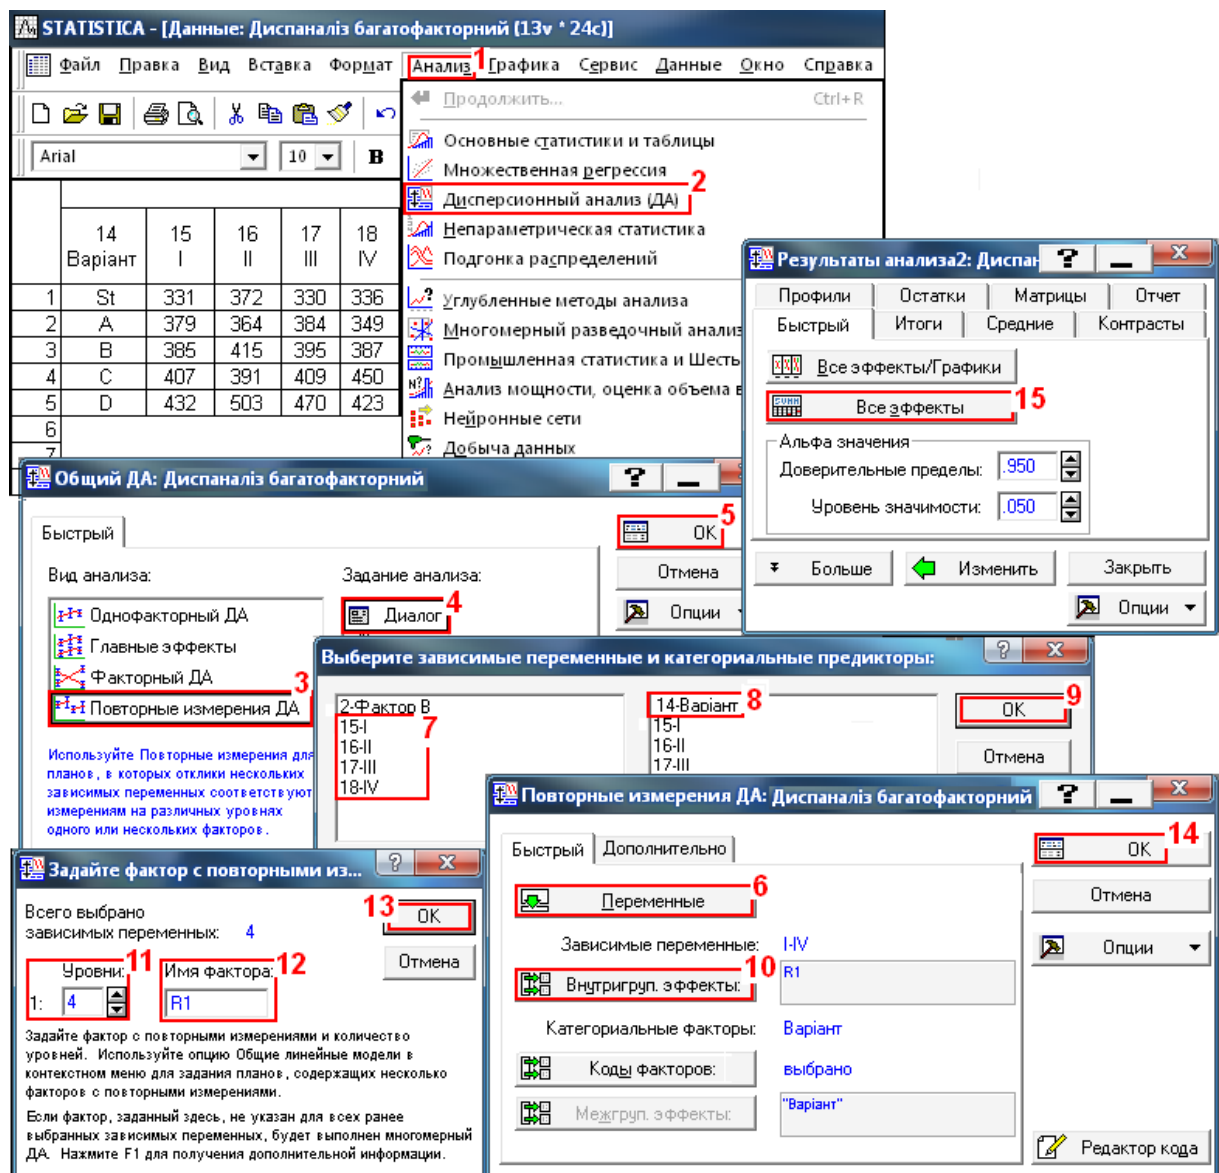 STATISTICA - [Данные: Диспаналіз багатофакторний (13v * 24c)]
Файл Правка Вид Вставка Формат Анализ 1 Графика Сервис Данные Окно Справка
Продолжить... Ctrl+R
Основные статистики и таблицы
Arial 10 B
Множественная регрессия
Дисперсионный анализ (ДА) 2
Непараметрическая статистика
Подгонка распределений
Углубленные методы анализа
Многомерный разведочный анализ
Промышленная статистика и Шесть
Анализ мощности, оценка объема в
Нейронные сети
Добыча данных
14 15 16 17 18
Варіант I II III IV
1 St 331 372 330 336
2 A 379 364 384 349
3 B 385 415 395 387
4 C 407 391 409 450
5 D 432 503 470 423
6
7
Результаты анализа2: Диспан ?
Профили Остатки Матрицы Отчет
Быстрый Итоги Средние Контрасты
Все эффекты/Графики
Все эффекты 15
Альфа значения
Доверительные пределы: .950
Уровень значимости: .050
Больше Изменить Закрыть
Опции
Общий ДА: Диспаналіз багатофакторний ?
Быстрый
5 OK
Вид анализа: Задание анализа: Отмена
Однофакторный ДА Диалог 4 Опции
Главные эффекты
Факторный ДА
3 Повторные измерения ДА
Используйте Повторные измерения для
планов, в которых отклики нескольких
зависимых переменных соответствуют
измерениям на различных уровнях
одного или нескольких факторов.
Выберите зависимые переменные и категориальные предикторы: ? X
2-Фактор В 14-Варіант 8 OK 9
15-I 7 15-I
16-II 16-II
17-III 17-III Отмена
18-IV
Повторные измерения ДА: Диспаналіз багатофакторний ? X
Быстрый Дополнительно OK 14
Переменные 6 Отмена
Зависимые переменные: I-IV Опции
Внутригруп. эффекты: 10 R1
Категориальные факторы: Варіант
Коды факторов: выбрано
Межгруп. эффекты: "Варіант"
Редактор кода
Задайте фактор с повторными из... ? X
Всего выбрано 13 OK
зависимых переменных: 4
Уровни: 11 Имя фактора: 12 Отмена
1: 4 R1
Задайте фактор с повторными измерениями и количество
уровней. Используйте опцию Общие линейные модели в
контекстном меню для задания планов, содержащих несколько
факторов с повторными измерениями.
Если фактор, заданный здесь, не указан для всех ранее
выбранных зависимых переменных, будет выполнен многомерный
ДА. Нажмите F1 для получения дополнительной информации.